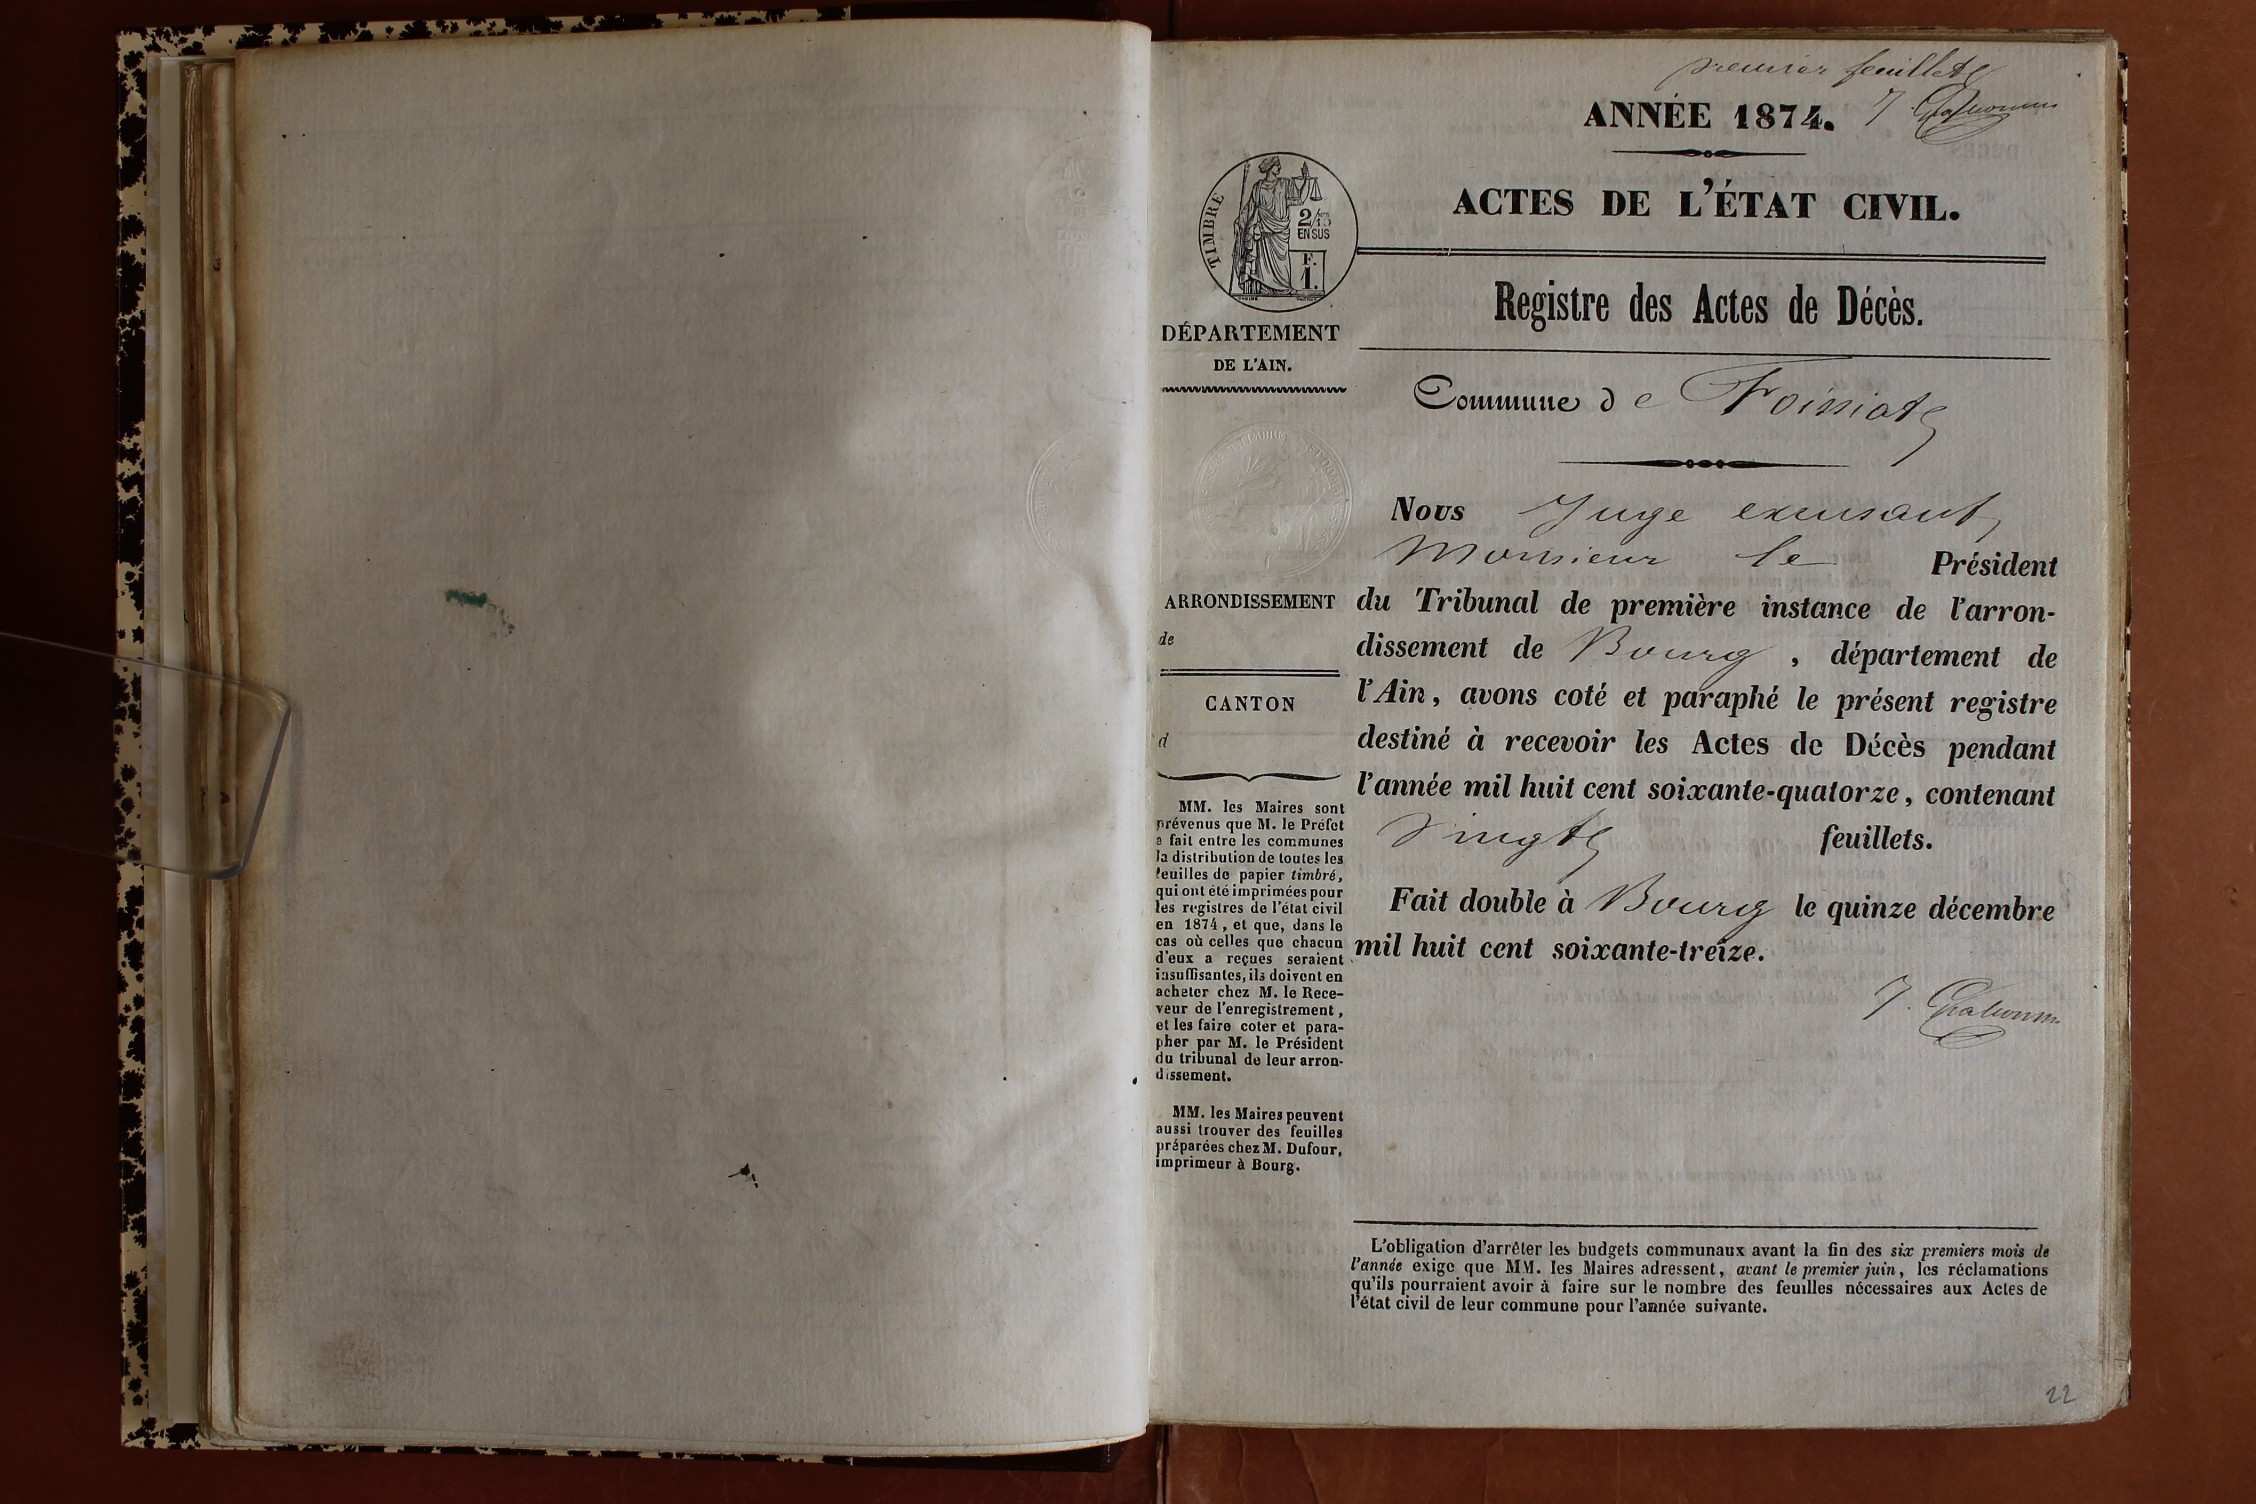 premier feuillet
ANNÉE 1874.
ACTES DE L'ÉTAT CIVIL.
TIMBRE
2/10
EN SUS
F.
1.
Registre des Actes de Décès.
DÉPARTEMENT
DE L'AIN.
Commune de Foissiat
Nous Juge excusant
Monsieur le Président
du Tribunal de première instance de l'arron-
dissement de Bourg, département de
l'Ain, avons coté et paraphé le présent registre
destiné à recevoir les Actes de Décès pendant
l'année mil huit cent soixante-quatorze, contenant
vingt feuillets.
Fait double à Bourg le quinze décembre
mil huit cent soixante-treize.
ARRONDISSEMENT
de
CANTON
d
MM. les Maires sont
prévenus que M. le Préfet
a fait entre les communes
la distribution de toutes les
feuilles de papier timbré,
qui ont été imprimées pour
les registres de l'état civil
en 1874, et que, dans le
cas où celles que chacun
d'eux a reçues seraient
insuffisantes, ils doivent en
acheter chez M. le Rece-
veur de l'enregistrement,
et les faire coter et para-
pher par M. le Président
du tribunal de leur arron-
dissement.
MM. les Maires peuvent
aussi trouver des feuilles
préparées chez M. Dufour,
imprimeur à Bourg.
L'obligation d'arrêter les budgets communaux avant la fin des six premiers mois de
l'année exige que MM. les Maires adressent, avant le premier juin, les réclamations
qu'ils pourraient avoir à faire sur le nombre des feuilles nécessaires aux Actes de
l'état civil de leur commune pour l'année suivante.
22